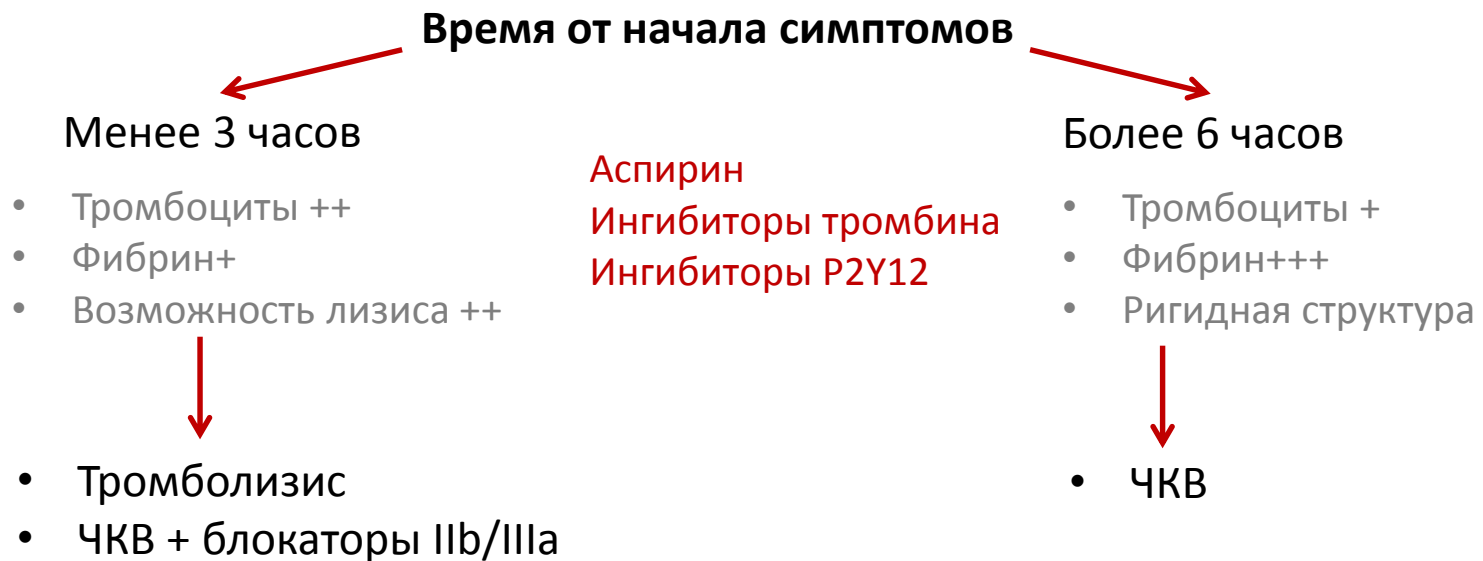 Время от начала симптомов
Менее 3 часов
• Тромбоциты ++
• Фибрин+
• Возможность лизиса ++
Аспирин
Ингибиторы тромбина
Ингибиторы P2Y12
Более 6 часов
• Тромбоциты +
• Фибрин+++
• Ригидная структура
• Тромболизис
• ЧКВ + блокаторы IIb/IIIa
• ЧКВ